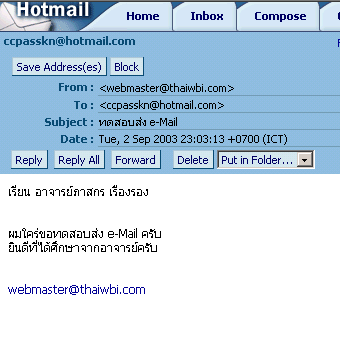 Hotmail
Home
Inbox
Compose
ccpasskn@hotmail.com
Save Address(es)
Block
From : <webmaster@thaiwbi.com>
To : <ccpasskn@hotmail.com>
Subject : ทดสอบส่ง e-Mail
Date : Tue, 2 Sep 2003 23:03:13 +0700 (ICT)
Reply
Reply All
Forward
Delete
Put in Folder...
เรียน อาจารย์ภาสกร เรืองรอง
ผมใคร่ขอทดสอบส่ง e-Mail ครับ
ยินดีที่ได้ศึกษาจากอาจารย์ครับ
webmaster@thaiwbi.com